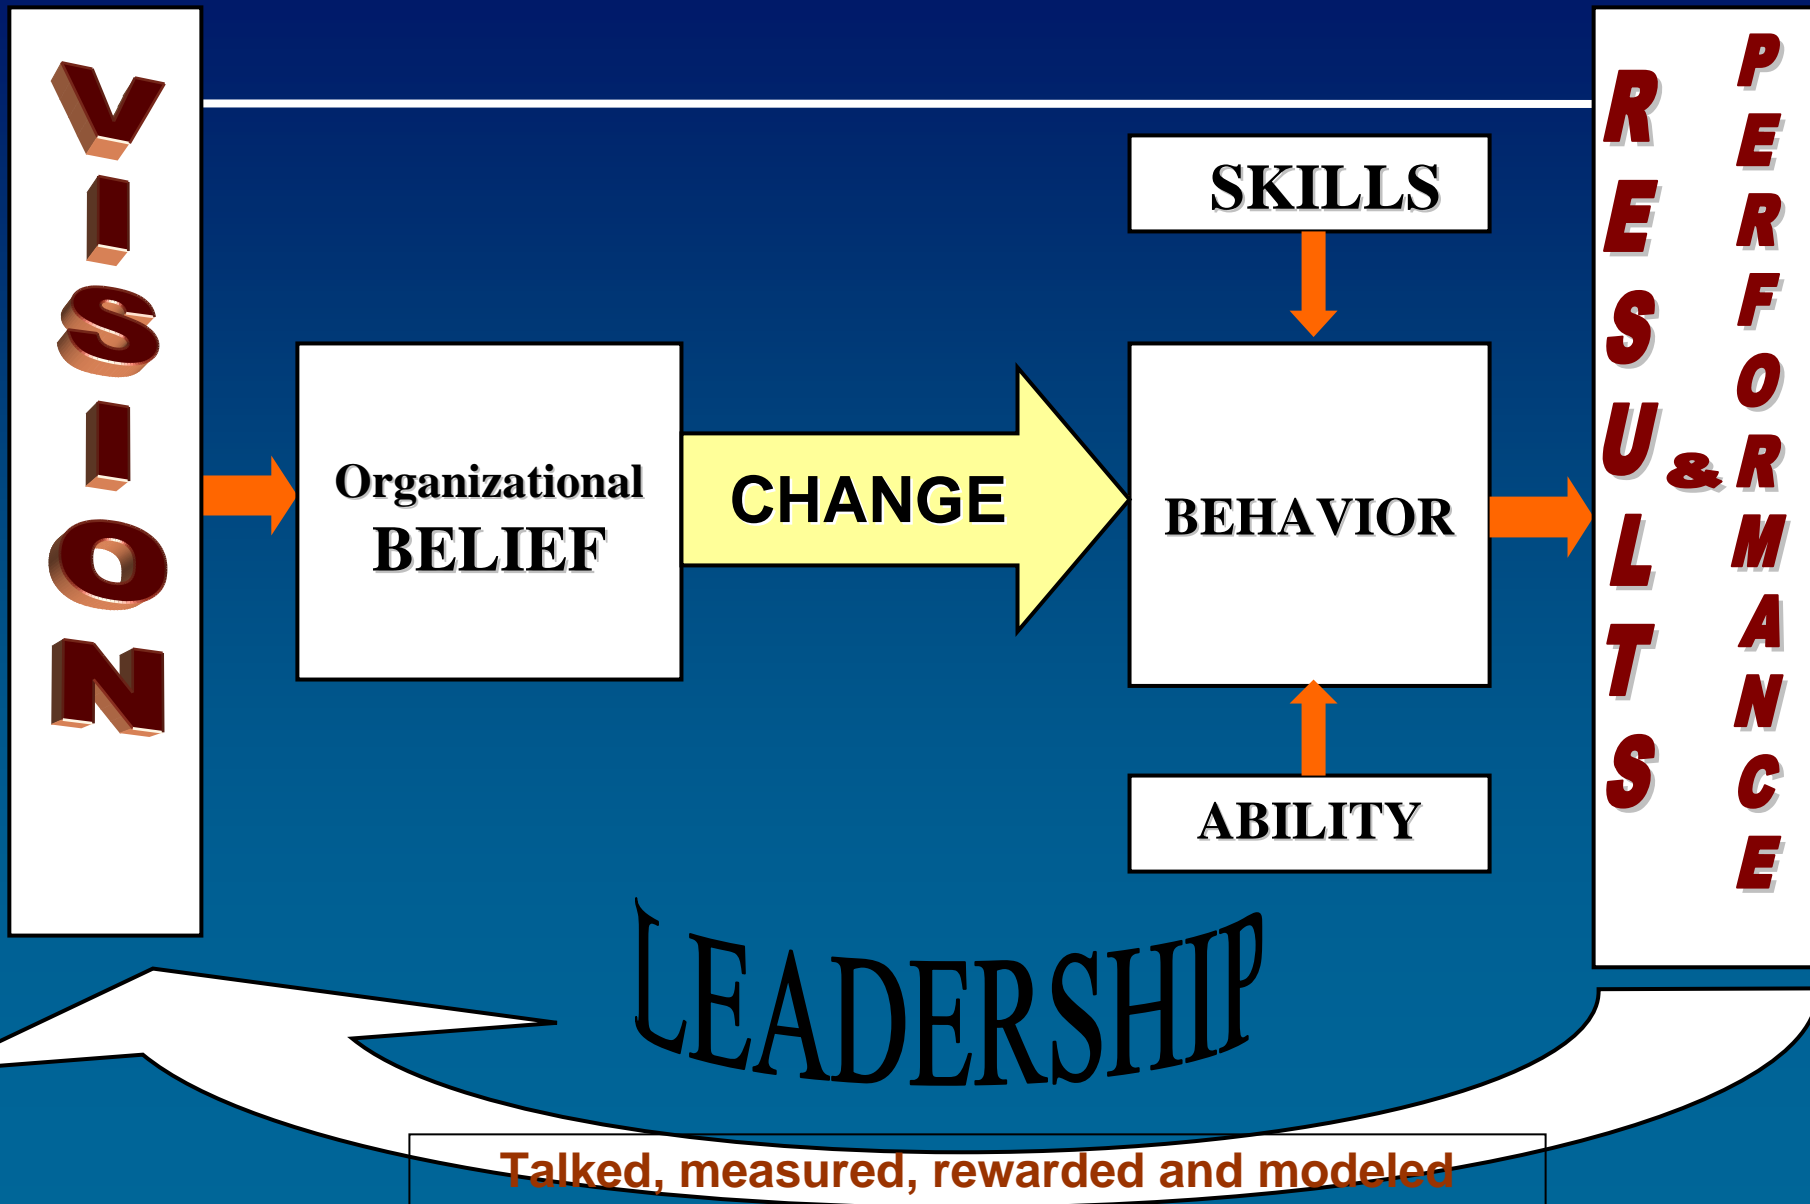 VISION
Organizational
BELIEF
CHANGE
SKILLS
BEHAVIOR
ABILITY
RESULTS
&
PERFORMANCE
LEADERSHIP
Talked, measured, rewarded and modeled